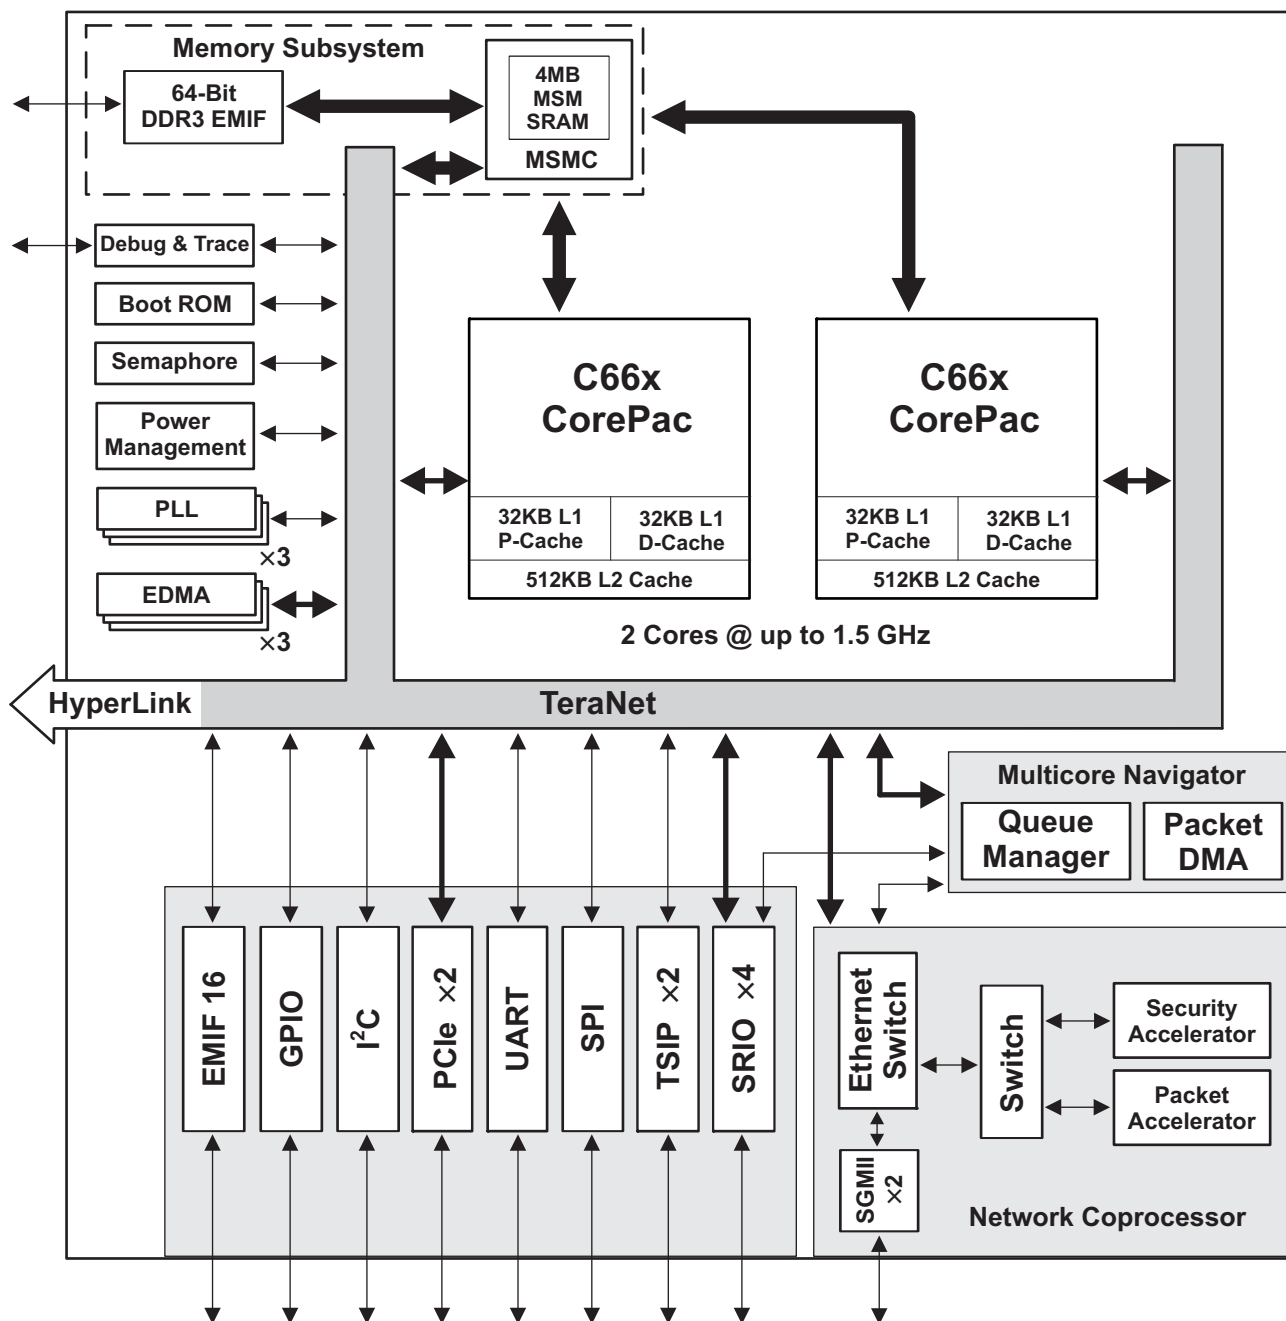 Memory Subsystem
64-Bit
DDR3 EMIF
4MB
MSM
SRAM
MSMC
Debug & Trace
Boot ROM
Semaphore
Power
Management
PLL
×3
EDMA
×3
C66x
CorePac
32KB L1
P-Cache
32KB L1
D-Cache
512KB L2 Cache
C66x
CorePac
32KB L1
P-Cache
32KB L1
D-Cache
512KB L2 Cache
2 Cores @ up to 1.5 GHz
HyperLink
TeraNet
Multicore Navigator
Queue
Manager
Packet
DMA
EMIF 16
GPIO
I²C
PCIe ×2
UART
SPI
TSIP ×2
SRIO ×4
Ethernet
Switch
Switch
Security
Accelerator
Packet
Accelerator
SGMII
×2
Network Coprocessor